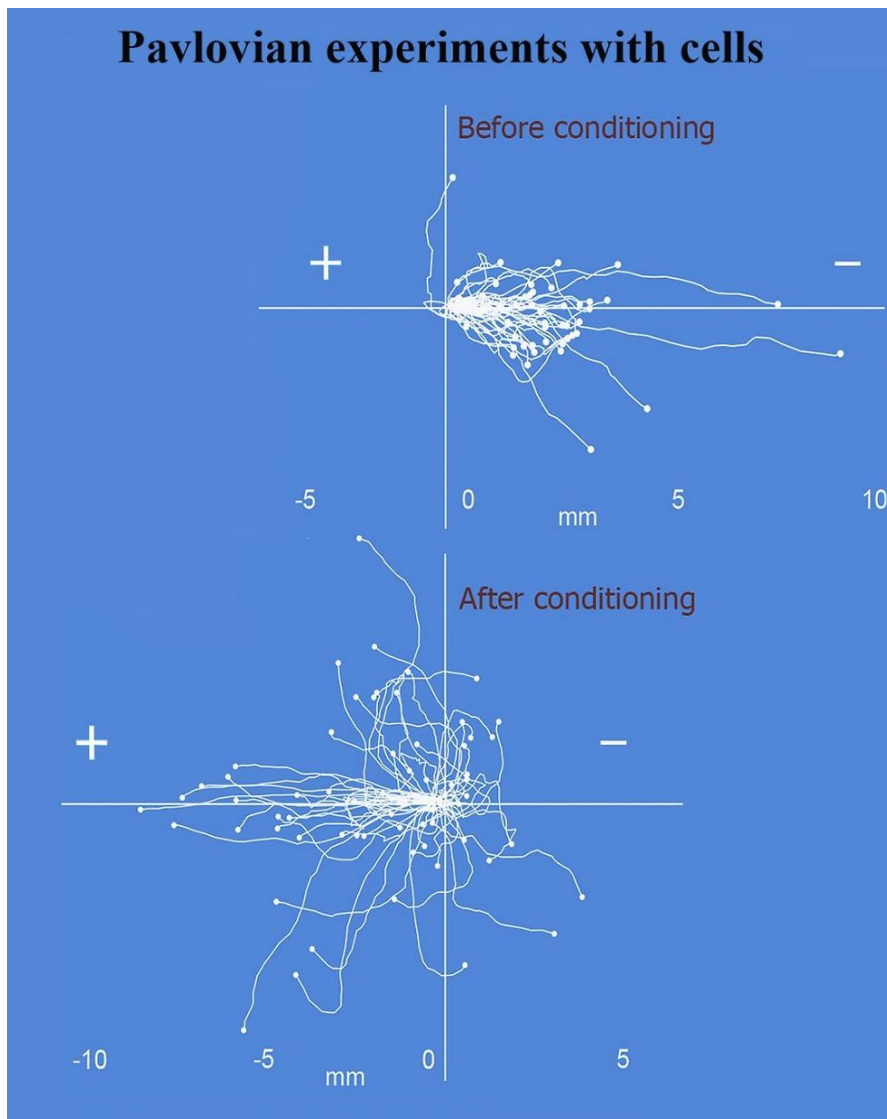 Pavlovian experiments with cells
Before conditioning
+ −
-5 0 5 10
mm
After conditioning
+ −
-10 -5 0 5
mm